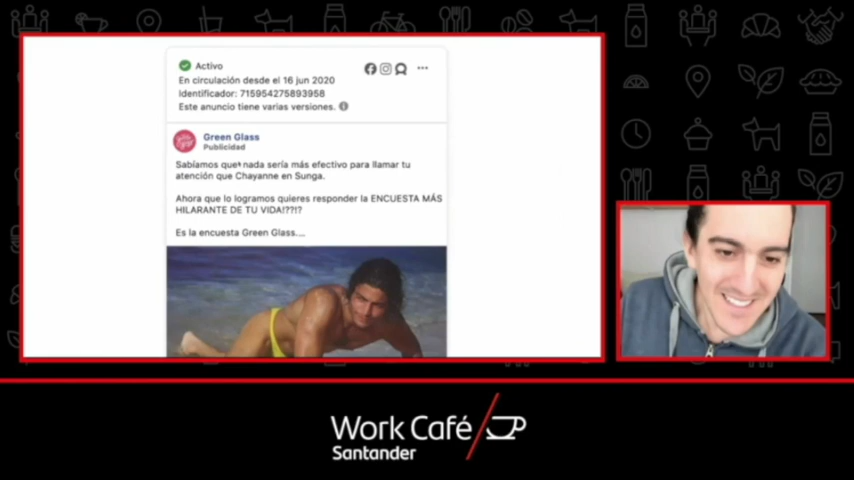 Activo
En circulación desde el 16 jun 2020
Identificador: 715954275893958
Este anuncio tiene varias versiones.
Green Glass
Publicidad
Sabíamos que nada sería más efectivo para llamar tu
atención que Chayanne en Sunga.
Ahora que lo logramos quieres responder la ENCUESTA MÁS
HILARANTE DE TU VIDA!??!?
Es la encuesta Green Glass....
Work Café
Santander